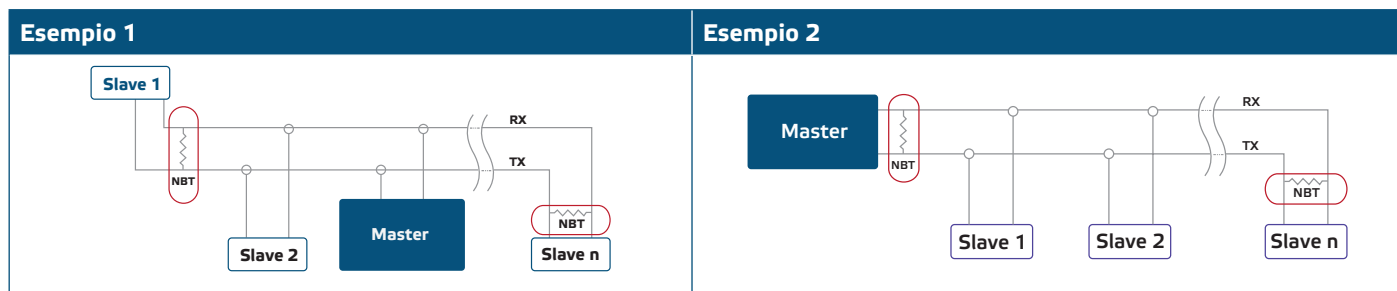 Esempio 1
Slave 1
RX
TX
NBT
NBT
Master
Slave 2
Slave n
Esempio 2
Master
RX
TX
NBT
NBT
Slave 1
Slave 2
Slave n